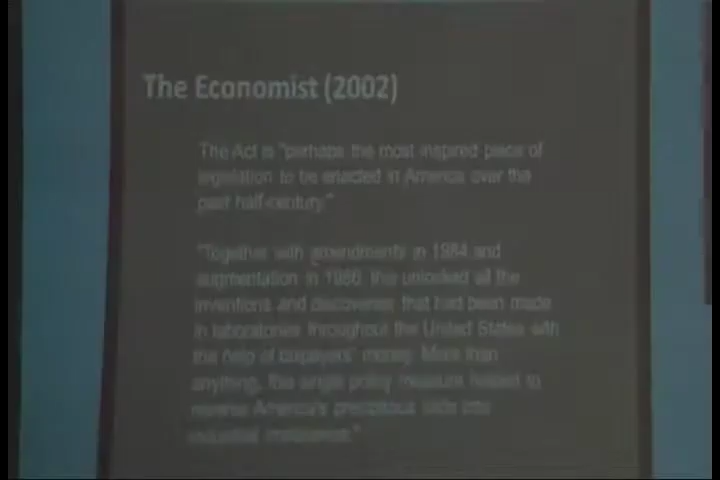 The Economist (2002)
The Act is "perhaps the most inspired piece of
legislation to be enacted in America over the
past half-century."
"Together with amendments in 1984 and
augmentation in 1986, this unlocked all the
inventions and discoveries that had been made
in laboratories throughout the United States with
the help of taxpayers' money. More than
anything, this single policy measure helped to
reverse America's precipitous slide into
industrial